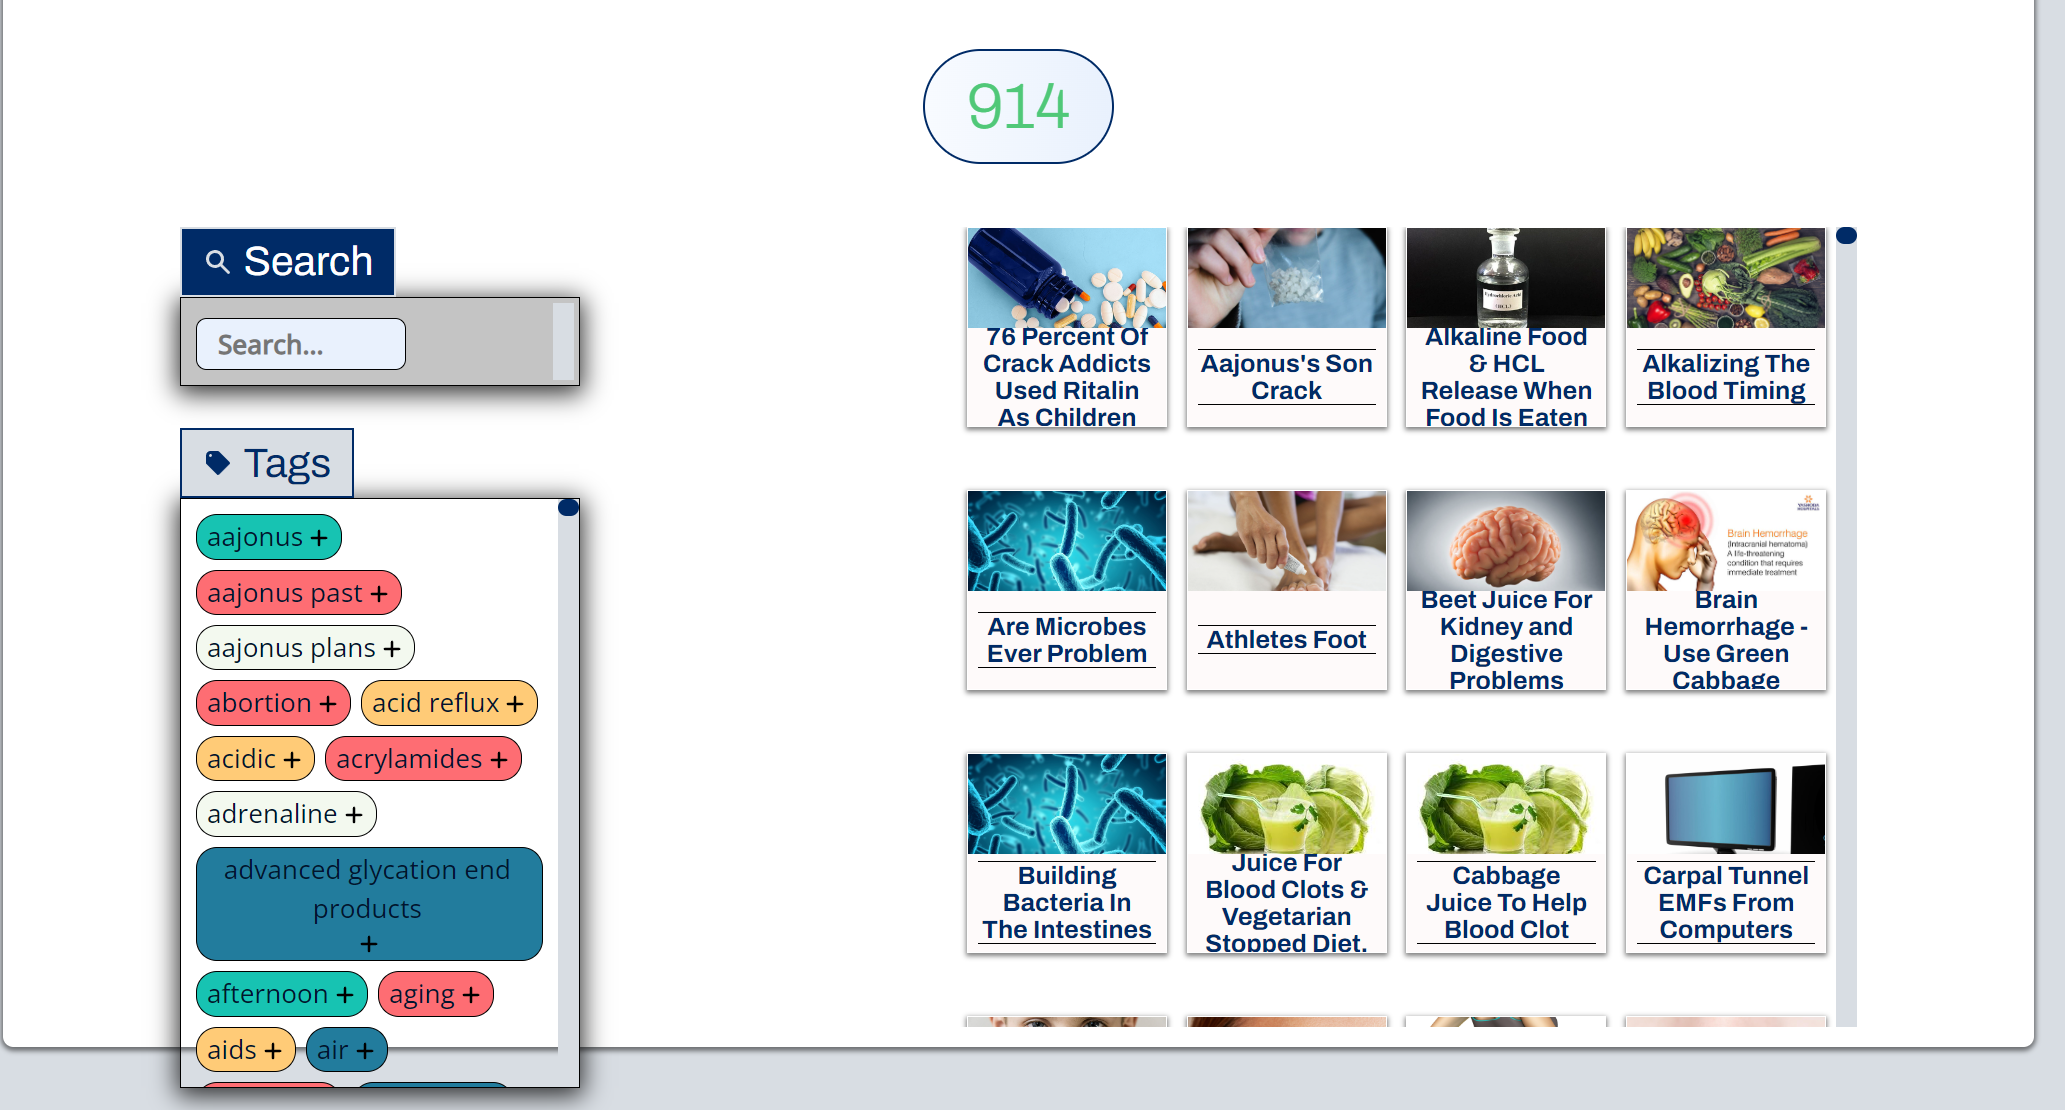 914
Search
Search...
Tags
aajonus +
aajonus past +
aajonus plans +
abortion + acid reflux +
acidic + acrylamides +
adrenaline +
advanced glycation end
products
+
afternoon + aging +
aids + air +
76 Percent Of
Crack Addicts
Used Ritalin
As Children
Aajonus's Son
Crack
Hydrochloric Acid
(HCL)
Alkaline Food
& HCL
Release When
Food Is Eaten
Alkalizing The
Blood Timing
Are Microbes
Ever Problem
Athletes Foot
Beet Juice For
Kidney and
Digestive
Problems
Brain Hemorrhage
(Intracranial hematoma)
A life-threatening
condition that requires
immediate treatment
Brain
Hemorrhage -
Use Green
Cabbage
Building
Bacteria In
The Intestines
Juice For
Blood Clots &
Vegetarian
Stopped Diet.
Cabbage
Juice To Help
Blood Clot
Carpal Tunnel
EMFs From
Computers